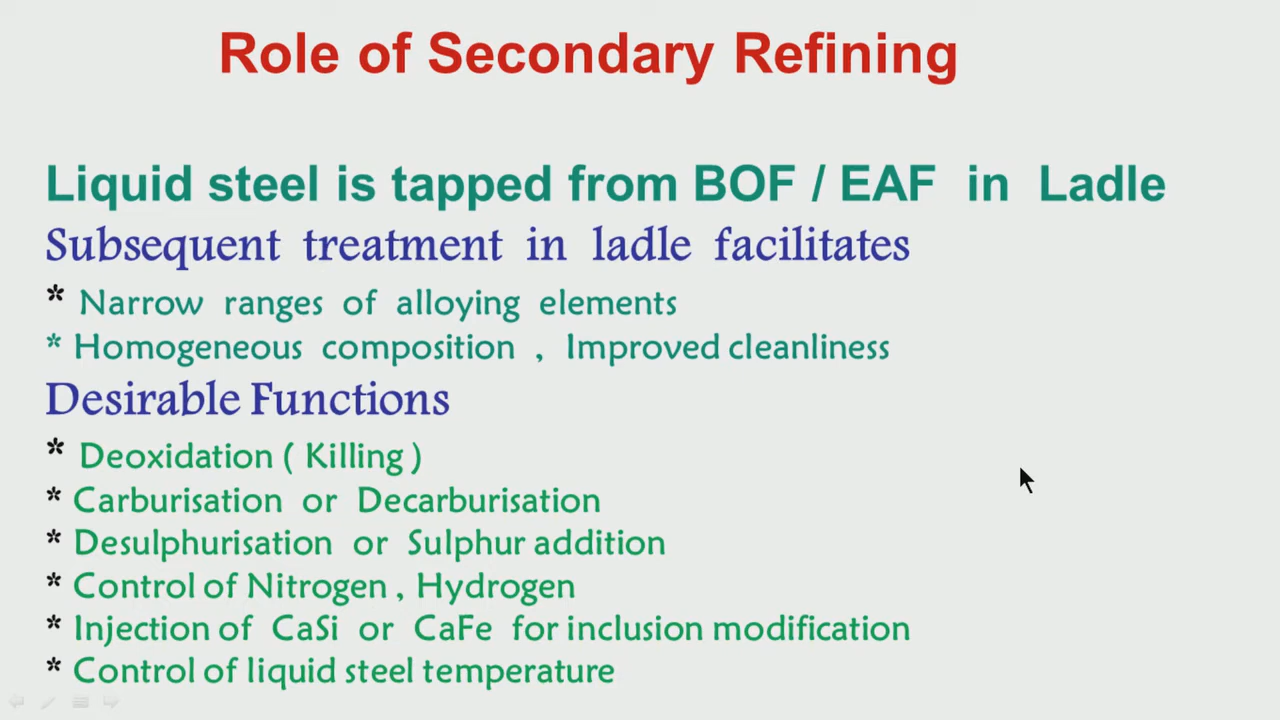 Role of Secondary Refining
Liquid steel is tapped from BOF / EAF in Ladle
Subsequent treatment in ladle facilitates
* Narrow ranges of alloying elements
* Homogeneous composition , Improved cleanliness
Desirable Functions
* Deoxidation ( Killing )
* Carburisation or Decarburisation
* Desulphurisation or Sulphur addition
* Control of Nitrogen , Hydrogen
* Injection of CaSi or CaFe for inclusion modification
* Control of liquid steel temperature